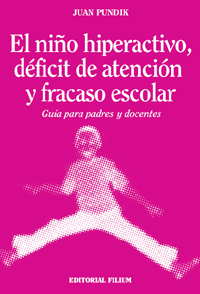 JUAN PUNDIK
El niño hiperactivo,
déficit de atención
y fracaso escolar
Guía para padres y docentes
EDITORIAL FILIUM